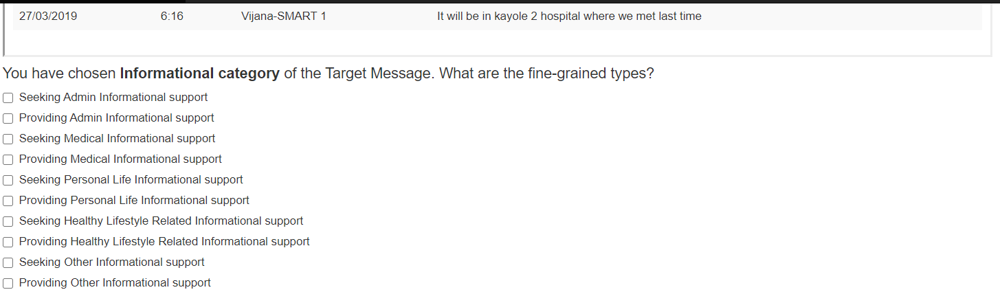 27/03/2019 6:16 Vijana-SMART 1 It will be in kayole 2 hospital where we met last time
You have chosen Informational category of the Target Message. What are the fine-grained types?
Seeking Admin Informational support
Providing Admin Informational support
Seeking Medical Informational support
Providing Medical Informational support
Seeking Personal Life Informational support
Providing Personal Life Informational support
Seeking Healthy Lifestyle Related Informational support
Providing Healthy Lifestyle Related Informational support
Seeking Other Informational support
Providing Other Informational support